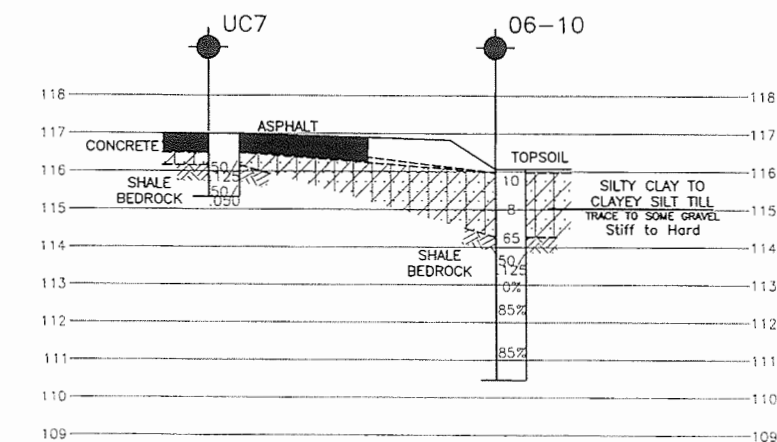 UC7
06-10
118
118
117
117
CONCRETE
ASPHALT
TOPSOIL
116
116
50/
.125
50/
.050
SHALE
BEDROCK
10
8
65
50/
.125
0%
85%
85%
SILTY CLAY TO
CLAYEY SILT TILL
TRACE TO SOME GRAVEL
Stiff to Hard
115
115
114
114
SHALE
BEDROCK
113
113
112
112
111
111
110
110
109
109